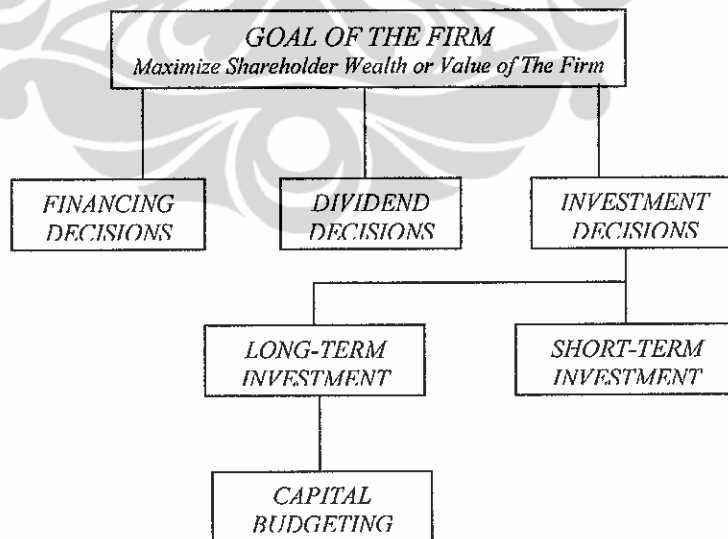 GOAL OF THE FIRM
Maximize Shareholder Wealth or Value of The Firm
FINANCING
DECISIONS
DIVIDEND
DECISIONS
INVESTMENT
DECISIONS
LONG-TERM
INVESTMENT
SHORT-TERM
INVESTMENT
CAPITAL
BUDGETING